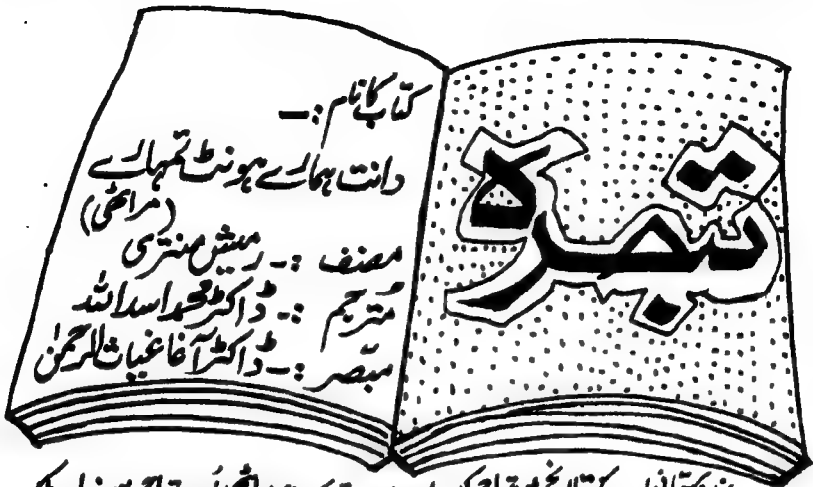 تبصرہ
کتاب کا نام :-
دانت ہمارے ہونٹ تمہارے
(مراٹھی)
مصنف :- رمیش منتری
مترجم :- ڈاکٹر محمد اسد اللہ
مبصر :- ڈاکٹر آغا غیاث الرحمٰن